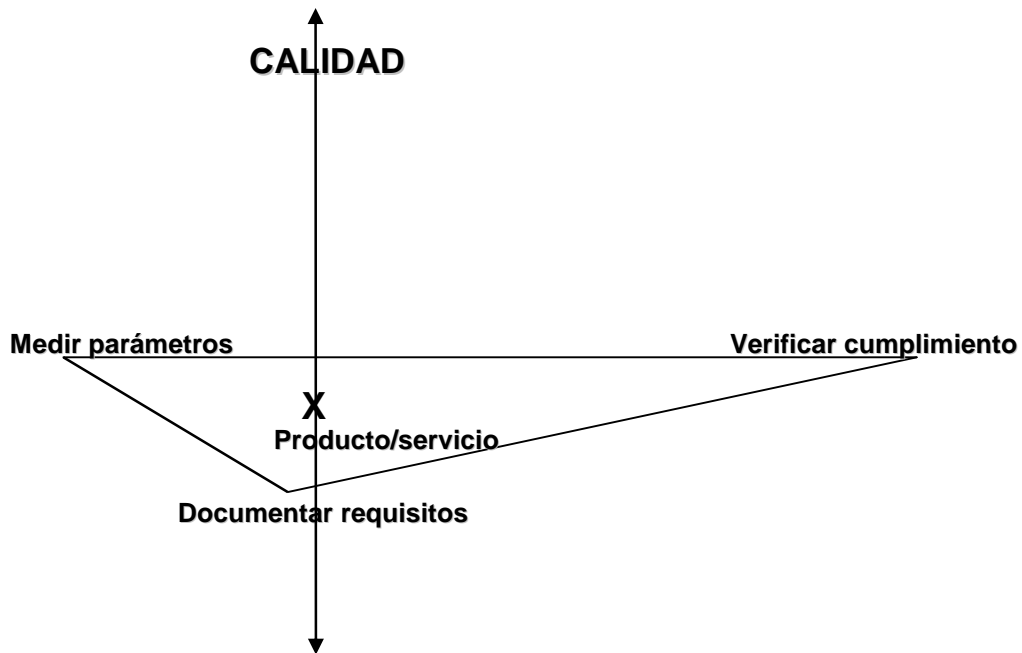 CALIDAD
Medir parámetros
Verificar cumplimiento
X
Producto/servicio
Documentar requisitos